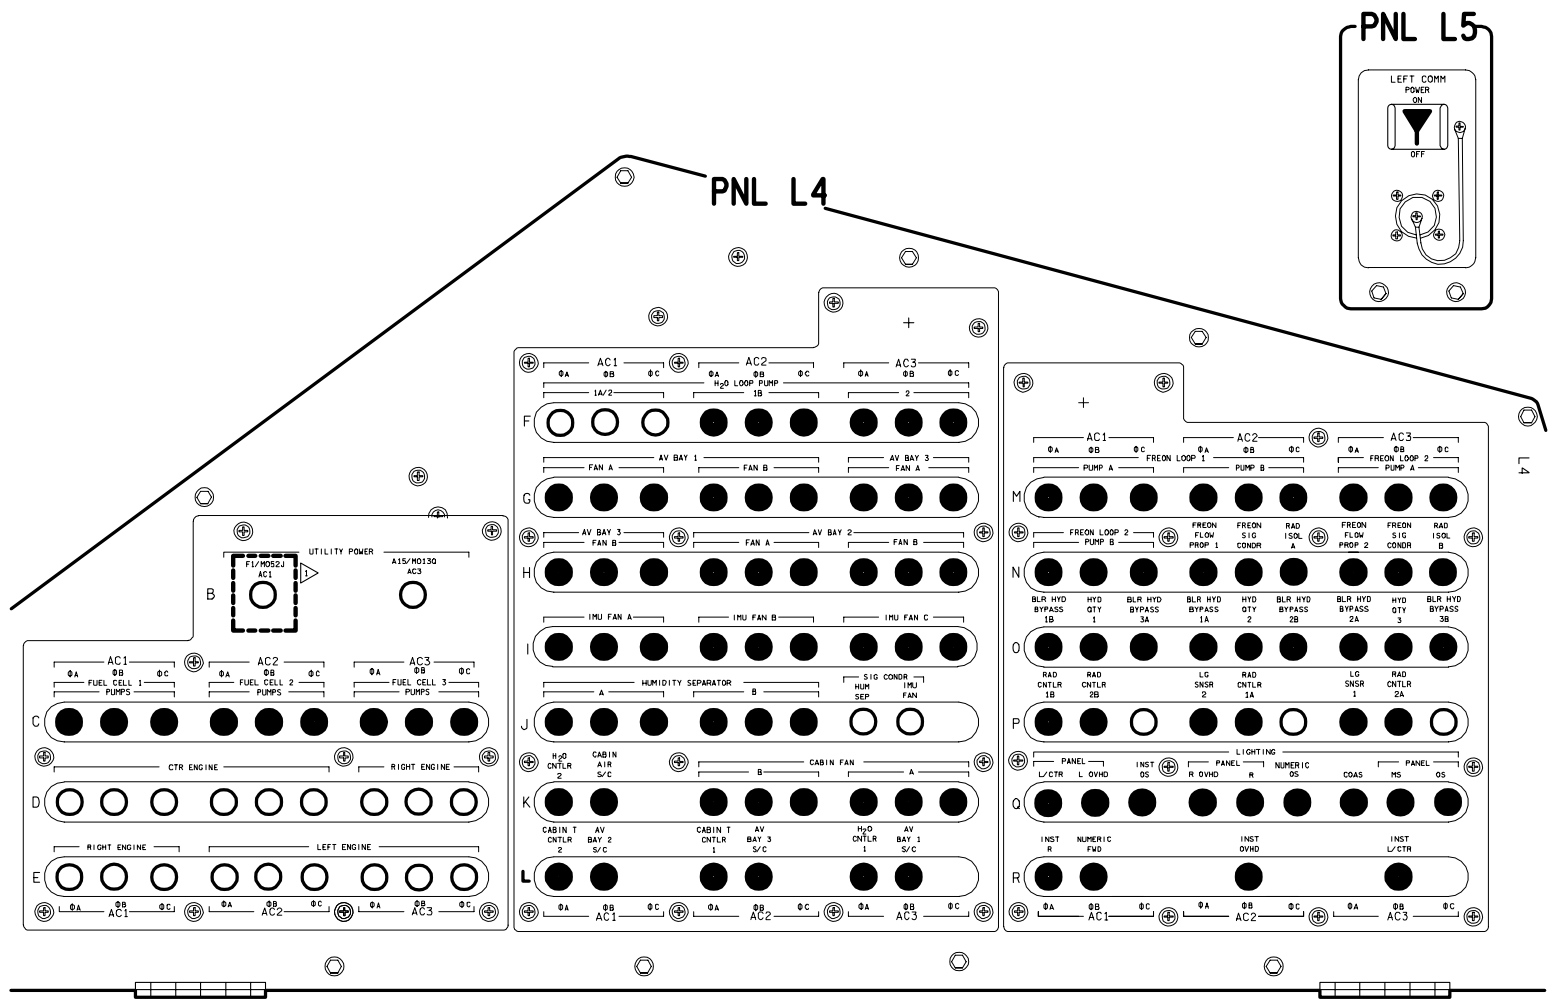 PNL L5
LEFT COMM
POWER
ON
OFF
PNL L4
L4
UTILITY POWER
F1/MO52J A15/MO13Q
AC1 AC3
1
B
AC1 AC2 AC3
ΦA ΦB ΦC ΦA ΦB ΦC ΦA ΦB ΦC
FUEL CELL 1 FUEL CELL 2 FUEL CELL 3
PUMPS PUMPS PUMPS
C
CTR ENGINE RIGHT ENGINE
D
RIGHT ENGINE LEFT ENGINE
E
ΦA ΦB ΦC ΦA ΦB ΦC ΦA ΦB ΦC
AC1 AC2 AC3
AC1 AC2 AC3
ΦA ΦB ΦC ΦA ΦB ΦC ΦA ΦB ΦC
H2O LOOP PUMP
1A/2 1B 2
F
AV BAY 1 AV BAY 3
FAN A FAN B FAN A
G
AV BAY 3 AV BAY 2
FAN B FAN A FAN B
H
IMU FAN A IMU FAN B IMU FAN C
I
HUMIDITY SEPARATOR SIG CONDR
A B HUM IMU
SEP FAN
J
H2O CABIN CABIN FAN
CNTLR AIR B A
2 S/C
K
CABIN T AV CABIN T AV H2O AV
CNTLR BAY 2 CNTLR BAY 3 CNTLR BAY 1
2 S/C 1 S/C 1 S/C
L
ΦA ΦB ΦC ΦA ΦB ΦC ΦA ΦB ΦC
AC1 AC2 AC3
AC1 AC2 AC3
ΦA ΦB ΦC ΦA ΦB ΦC ΦA ΦB ΦC
FREON LOOP 1 FREON LOOP 2
PUMP A PUMP B PUMP A
M
FREON LOOP 2 FREON FREON RAD FREON FREON RAD
PUMP B FLOW SIG ISOL FLOW SIG ISOL
PROP 1 CONDR A PROP 2 CONDR B
N
BLR HYD HYD BLR HYD BLR HYD HYD BLR HYD BLR HYD HYD BLR HYD
BYPASS QTY BYPASS BYPASS QTY BYPASS BYPASS QTY BYPASS
1B 1 3A 1A 2 2B 2A 3 3B
O
RAD RAD LG RAD LG RAD
CNTLR CNTLR SNSR CNTLR SNSR CNTLR
1B 2B 2 1A 1 2A
P
LIGHTING
PANEL INST PANEL NUMERIC PANEL
L/CTR L OVHD OS R OVHD R OS COAS MS OS
Q
INST NUMERIC INST INST
R FWD OVHD L/CTR
R
ΦA ΦB ΦC ΦA ΦB ΦC ΦA ΦB ΦC
AC1 AC2 AC3